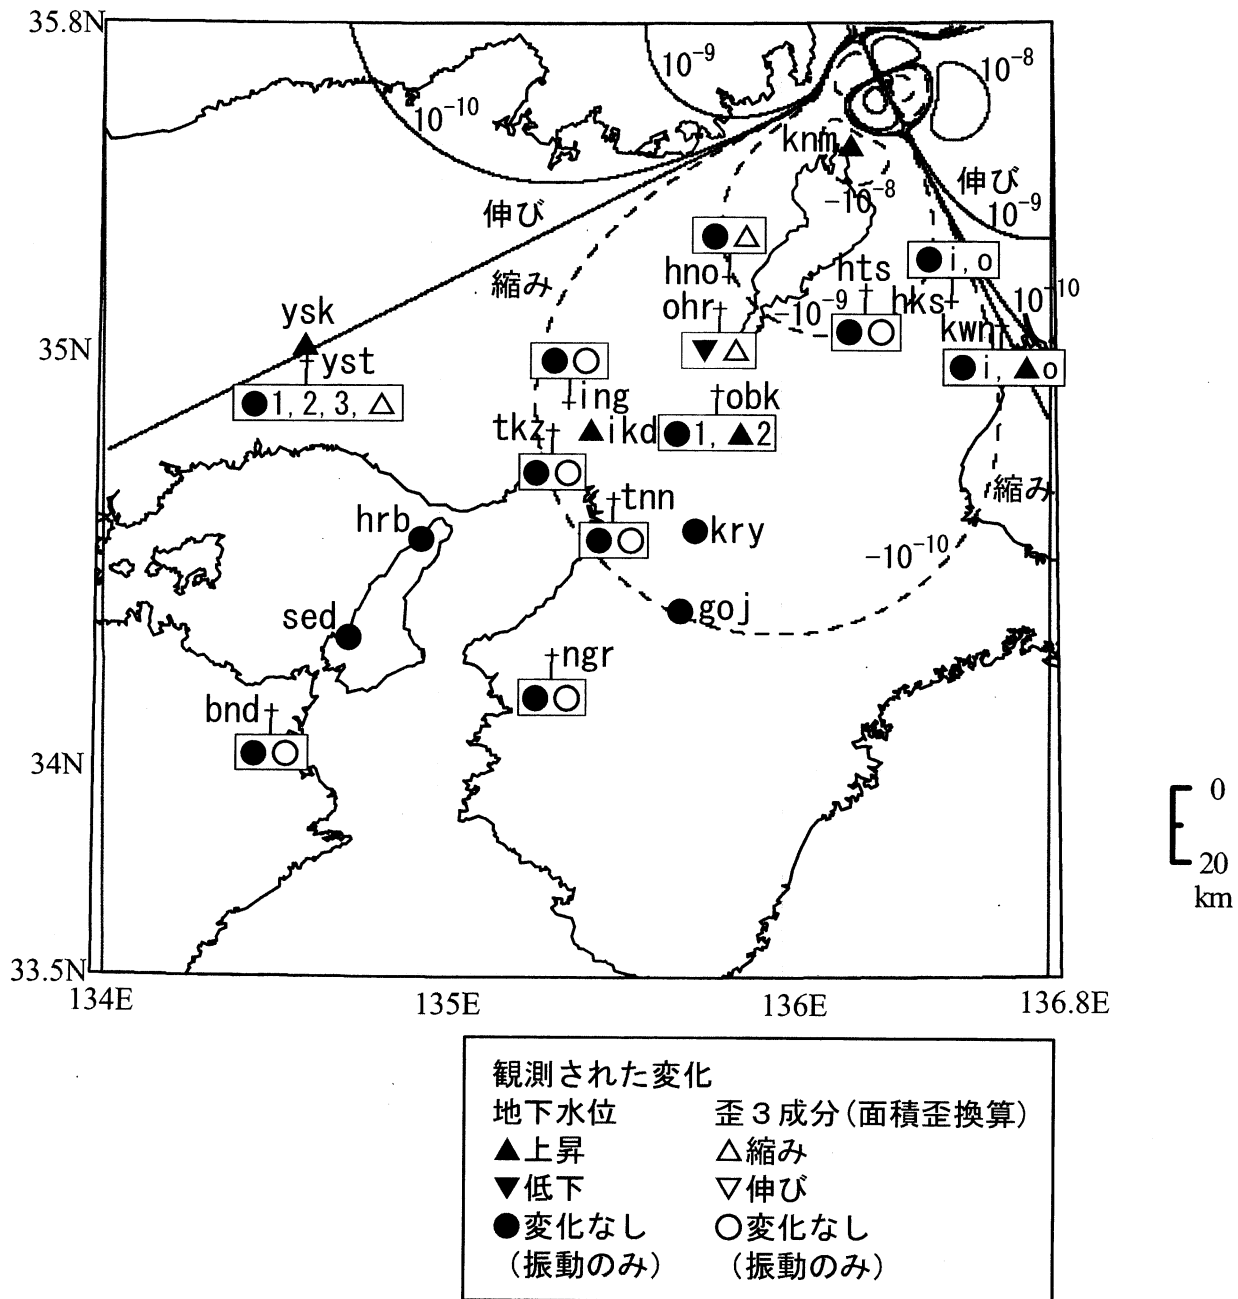 35.8N
10⁻⁹
10⁻⁸
10⁻¹⁰
knm
伸び
−10⁻⁸
伸び
10⁻⁹
hno
縮み
hts
i, o
ohr
−10⁻⁹
hks
10⁻¹⁰
ysk
kwn
35N
yst
i, ▲o
1, 2, 3, △
ing
obk
tkz
ikd
1, ▲2
縮み
tnn
hrb
kry
−10⁻¹⁰
goj
sed
ngr
bnd
34N
0
20
km
33.5N
134E
135E
136E
136.8E
観測された変化
地下水位 歪3成分(面積歪換算)
▲上昇 △縮み
▼低下 ▽伸び
●変化なし ○変化なし
(振動のみ) (振動のみ)